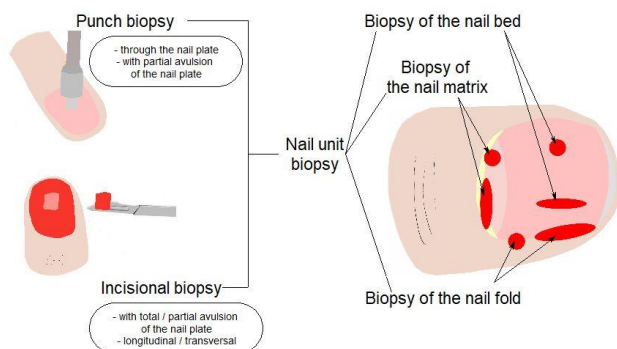 Punch biopsy
- through the nail plate
- with partial avulsion
of the nail plate
Biopsy of the nail bed
Biopsy of
the nail matrix
Nail unit
biopsy
Incisional biopsy
- with total / partial avulsion
of the nail plate
- longitudinal / transversal
Biopsy of the nail fold